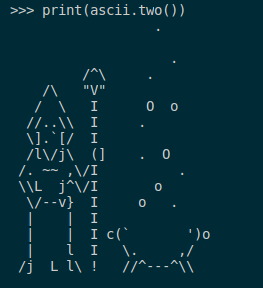 >>> print(ascii.two())
                  .

                    .
         /^\     .
    /\   "V"
   /  \   I      O  o
  //..\\  I     .
  \].`[/  I
  /l\/j\  (]    .  O
 /. ~~ ,\/I          .
 \\L  j^\/I       o
  \/--v}  I     o   .
  |    |  I   
  |    |  I c(`       ')o
  |    l  I   \.     ,/
 /j  L l\ !   //^---^\\